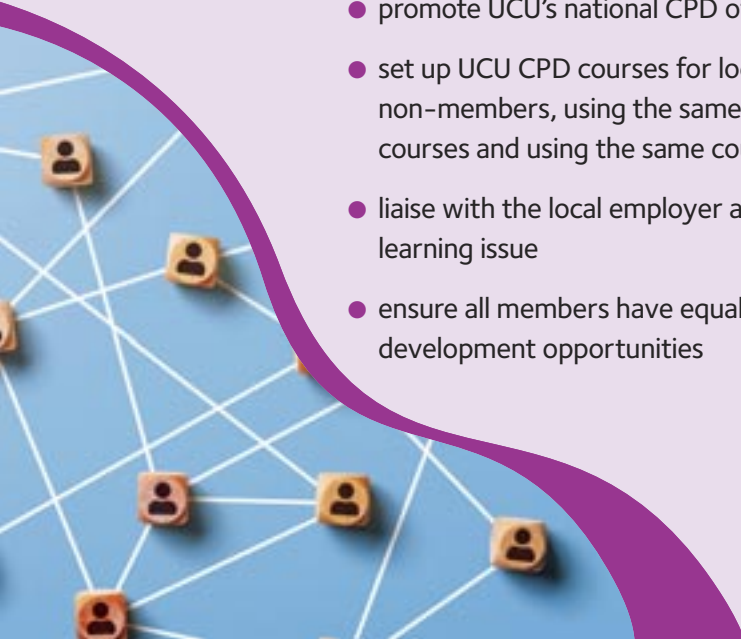 ● promote UCU's national CPD o
● set up UCU CPD courses for lo
non-members, using the same
courses and using the same co
● liaise with the local employer a
learning issue
● ensure all members have equal
development opportunities